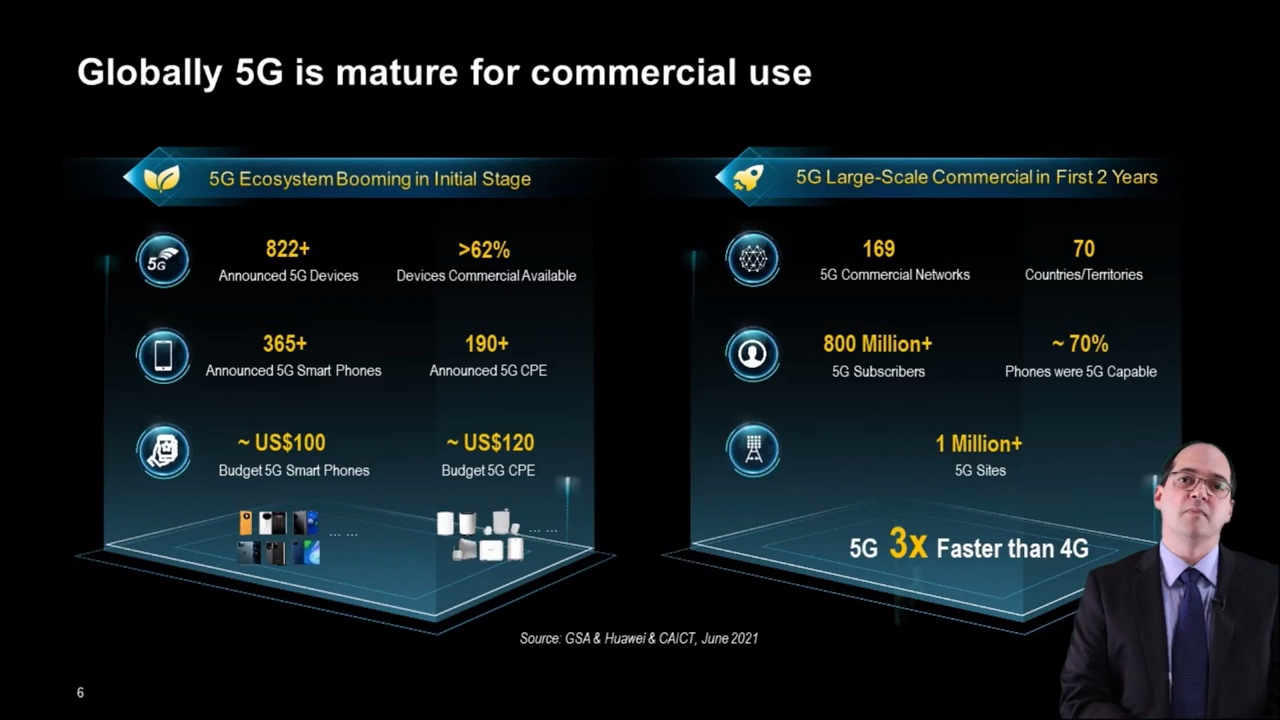 Globally 5G is mature for commercial use
5G Ecosystem Booming in Initial Stage
5G
822+
Announced 5G Devices
>62%
Devices Commercial Available
365+
Announced 5G Smart Phones
190+
Announced 5G CPE
~ US$100
Budget 5G Smart Phones
~ US$120
Budget 5G CPE
... ...
... ...
5G Large-Scale Commercial in First 2 Years
169
5G Commercial Networks
70
Countries/Territories
800 Million+
5G Subscribers
~ 70%
Phones were 5G Capable
1 Million+
5G Sites
5G 3x Faster than 4G
Source: GSA & Huawei & CAICT, June 2021
6